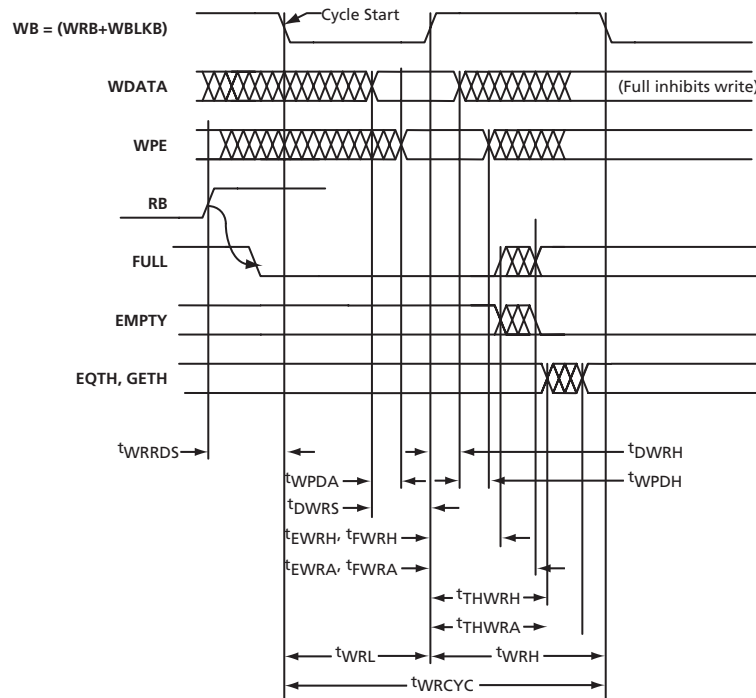 Cycle Start
WB = (WRB+WBLKB)
WDATA
(Full inhibits write)
WPE
RB
FULL
EMPTY
EQTH, GETH
tWRRDS
tDWRH
tWPDA
tWPDH
tDWRS
tEWRH, tFWRH
tEWRA, tFWRA
tTHWRH
tTHWRA
tWRL
tWRH
tWRCYC